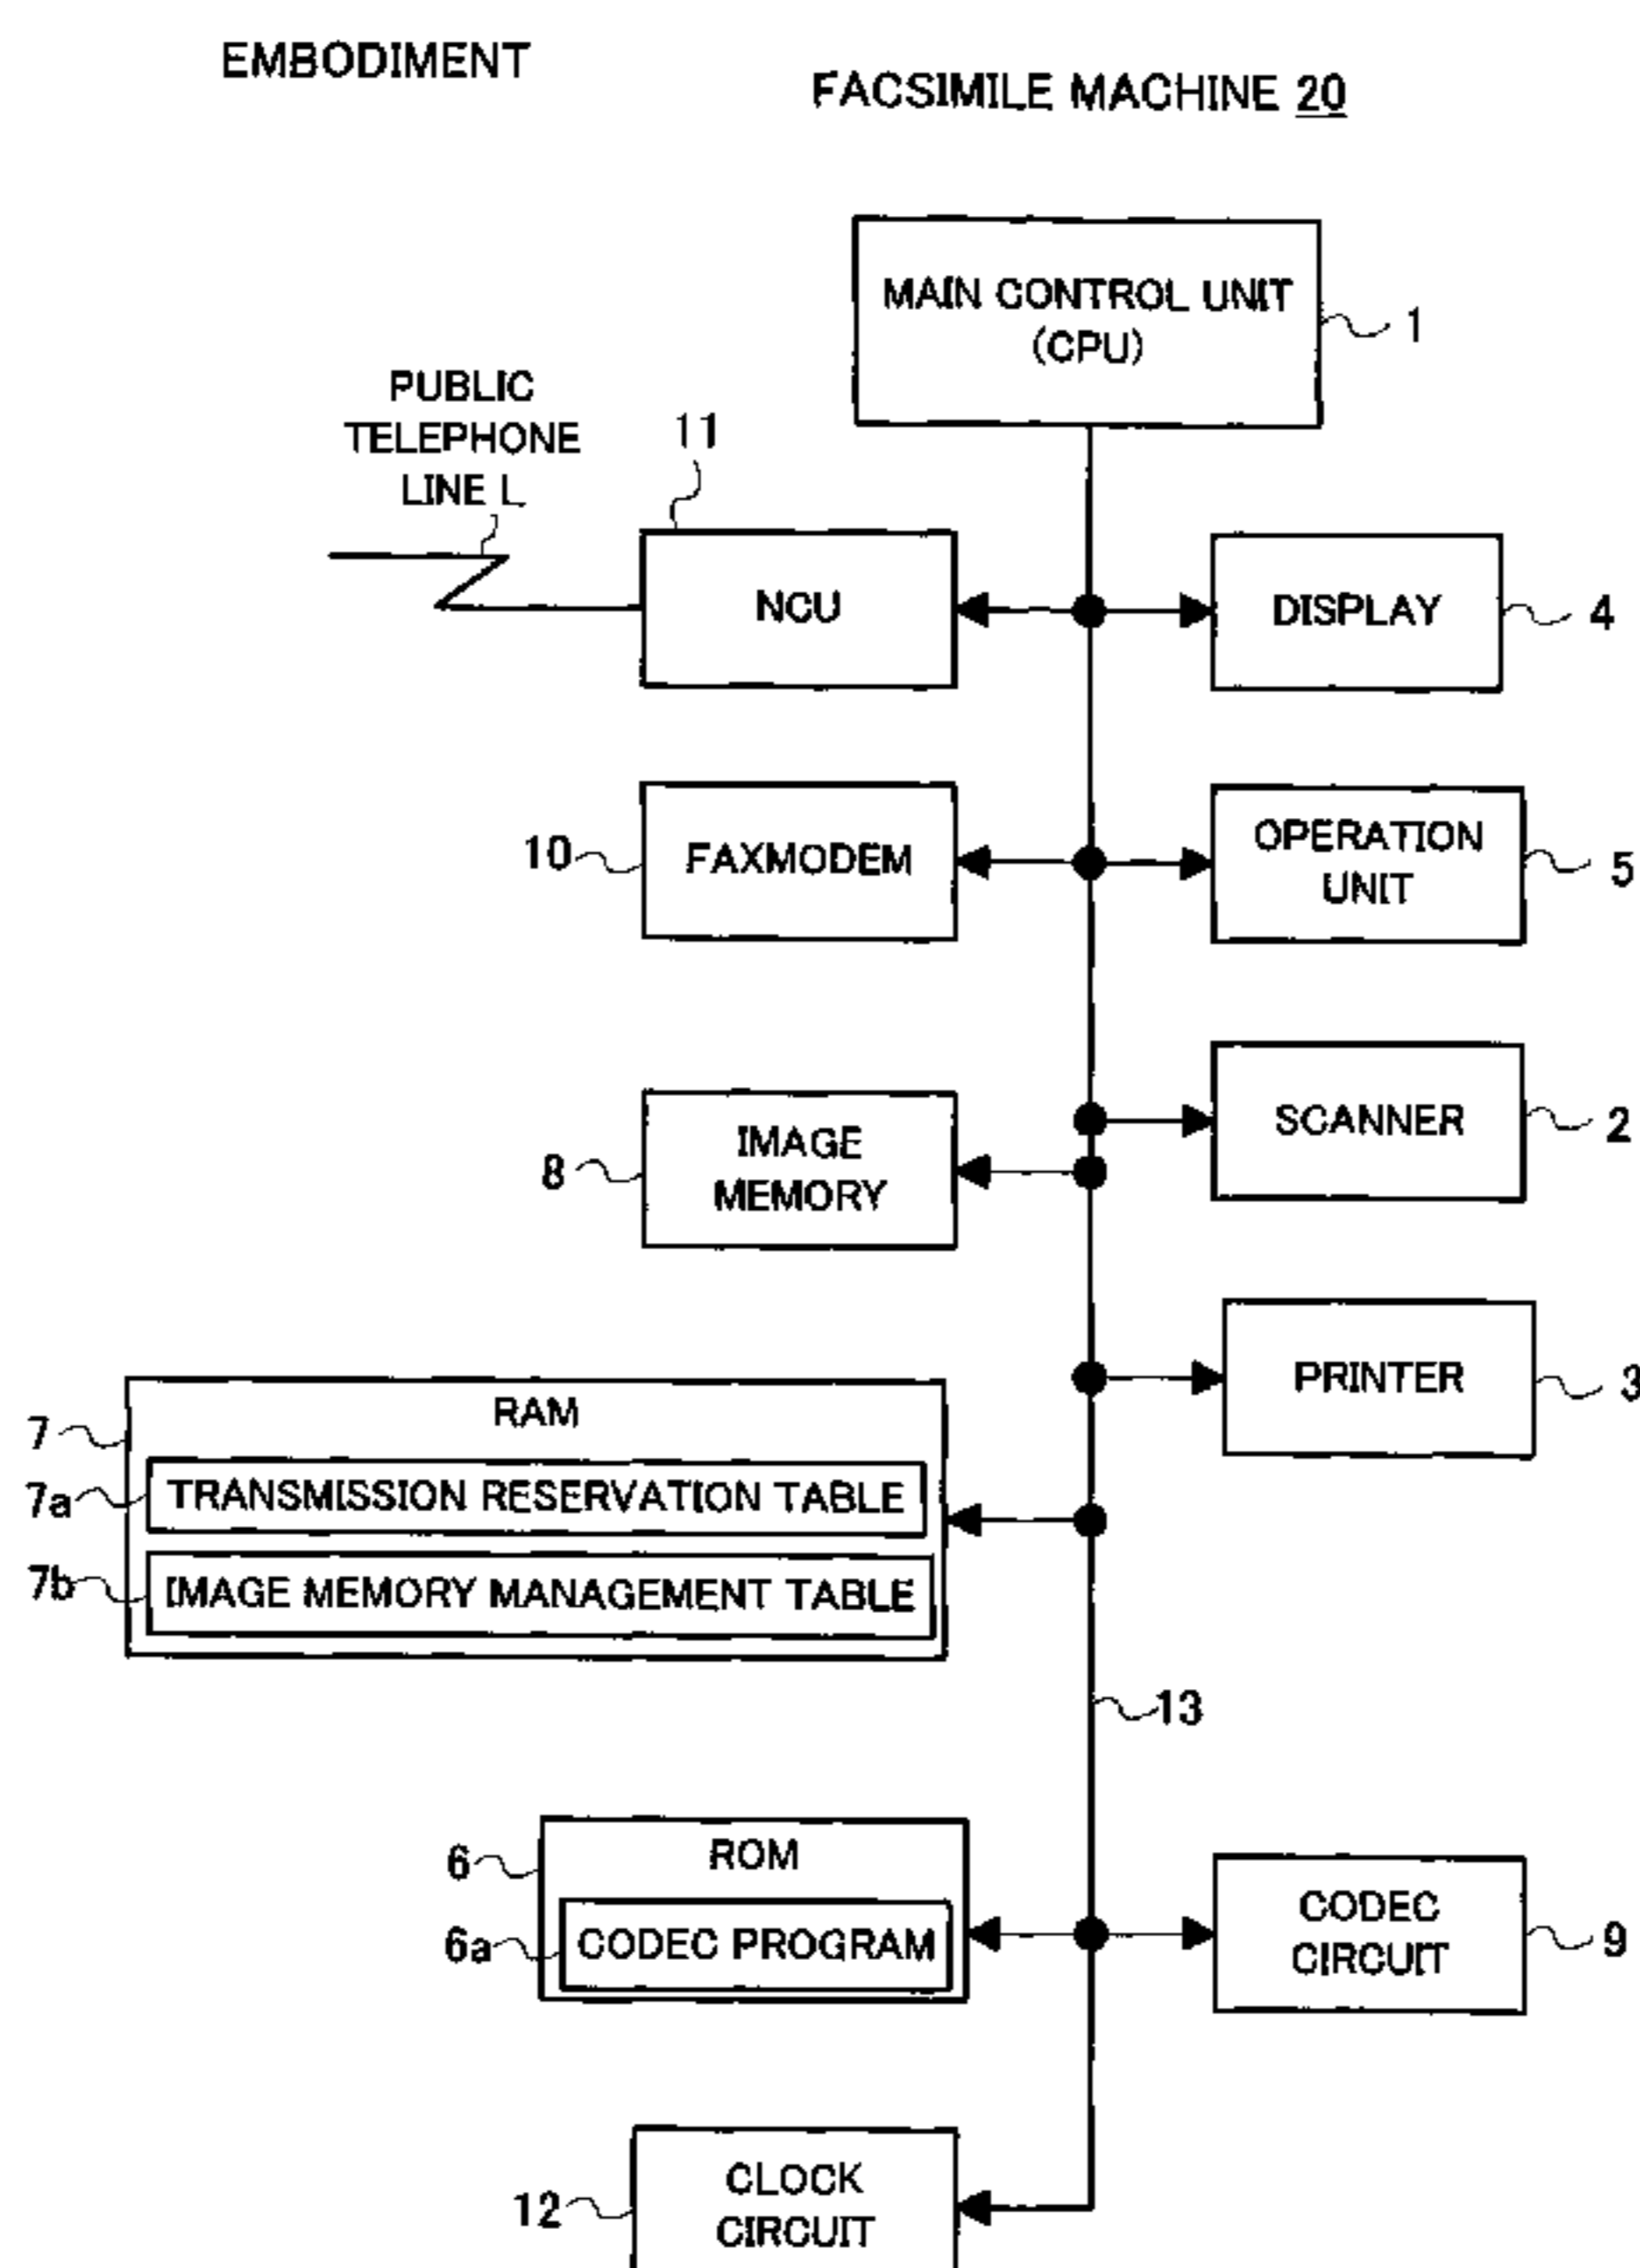 EMBODIMENT
FACSIMILE MACHINE 20
MAIN CONTROL UNIT
(CPU)
1
PUBLIC
TELEPHONE
LINE L
11
NCU
DISPLAY
4
10
FAXMODEM
OPERATION
UNIT
5
SCANNER
2
8
IMAGE
MEMORY
PRINTER
3
7
RAM
7a
TRANSMISSION RESERVATION TABLE
7b
IMAGE MEMORY MANAGEMENT TABLE
13
6
ROM
6a
CODEC PROGRAM
CODEC
CIRCUIT
9
12
CLOCK
CIRCUIT